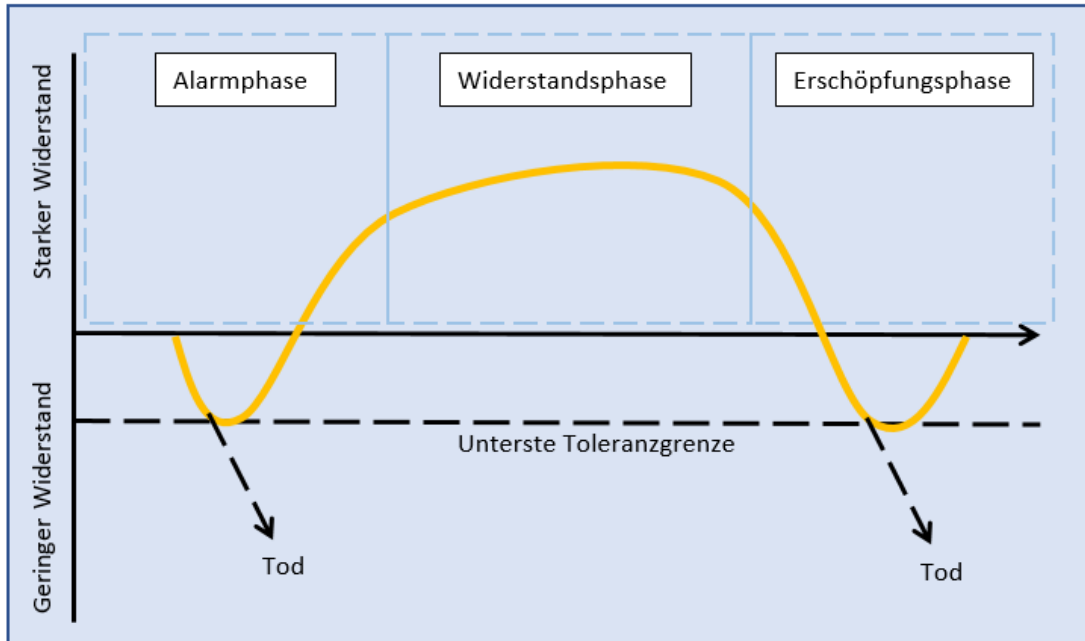 Alarmphase
Widerstandsphase
Erschöpfungsphase
Starker Widerstand
Geringer Widerstand
Unterste Toleranzgrenze
Tod
Tod